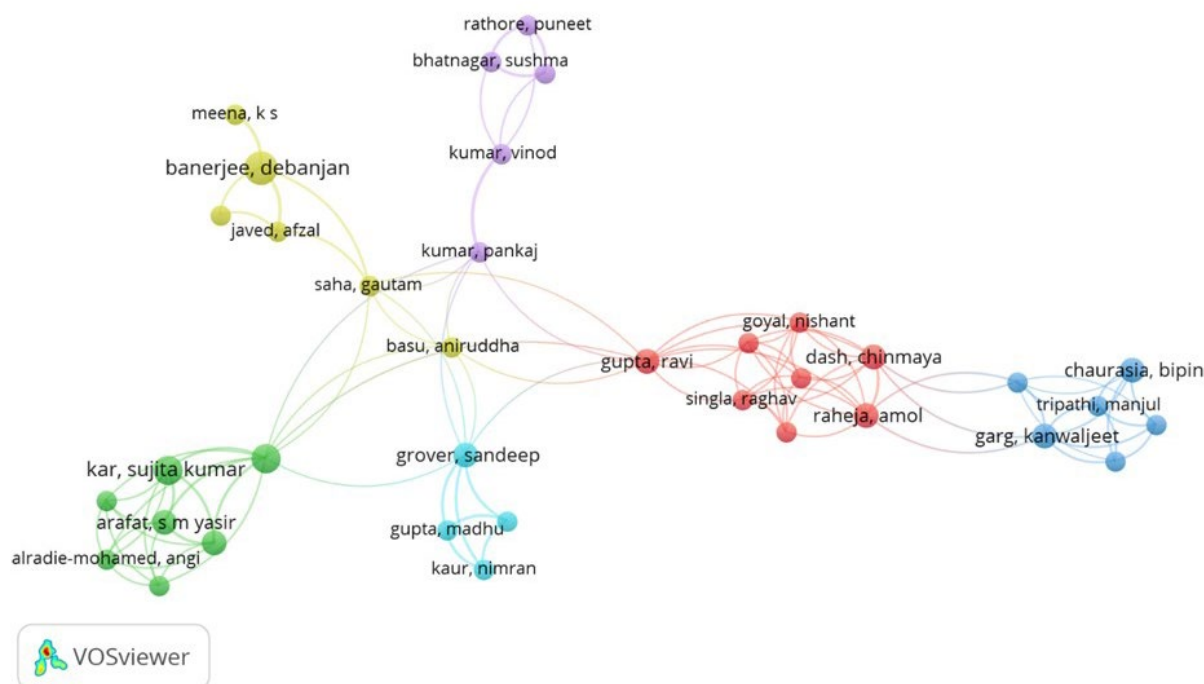 rathore, puneet
bhatnagar, sushma
meena, k s
kumar, vinod
banerjee, debanjan
javed, afzal
kumar, pankaj
saha, gautam
goyal, nishant
basu, aniruddha
gupta, ravi
dash, chinmaya
chaurasia, bipin
singla, raghav
tripathi, manjul
raheja, amol
garg, kanwaljeet
grover, sandeep
kar, sujita kumar
arafat, s m yasir
gupta, madhu
alradie-mohamed, angi
kaur, nimran
VOSviewer